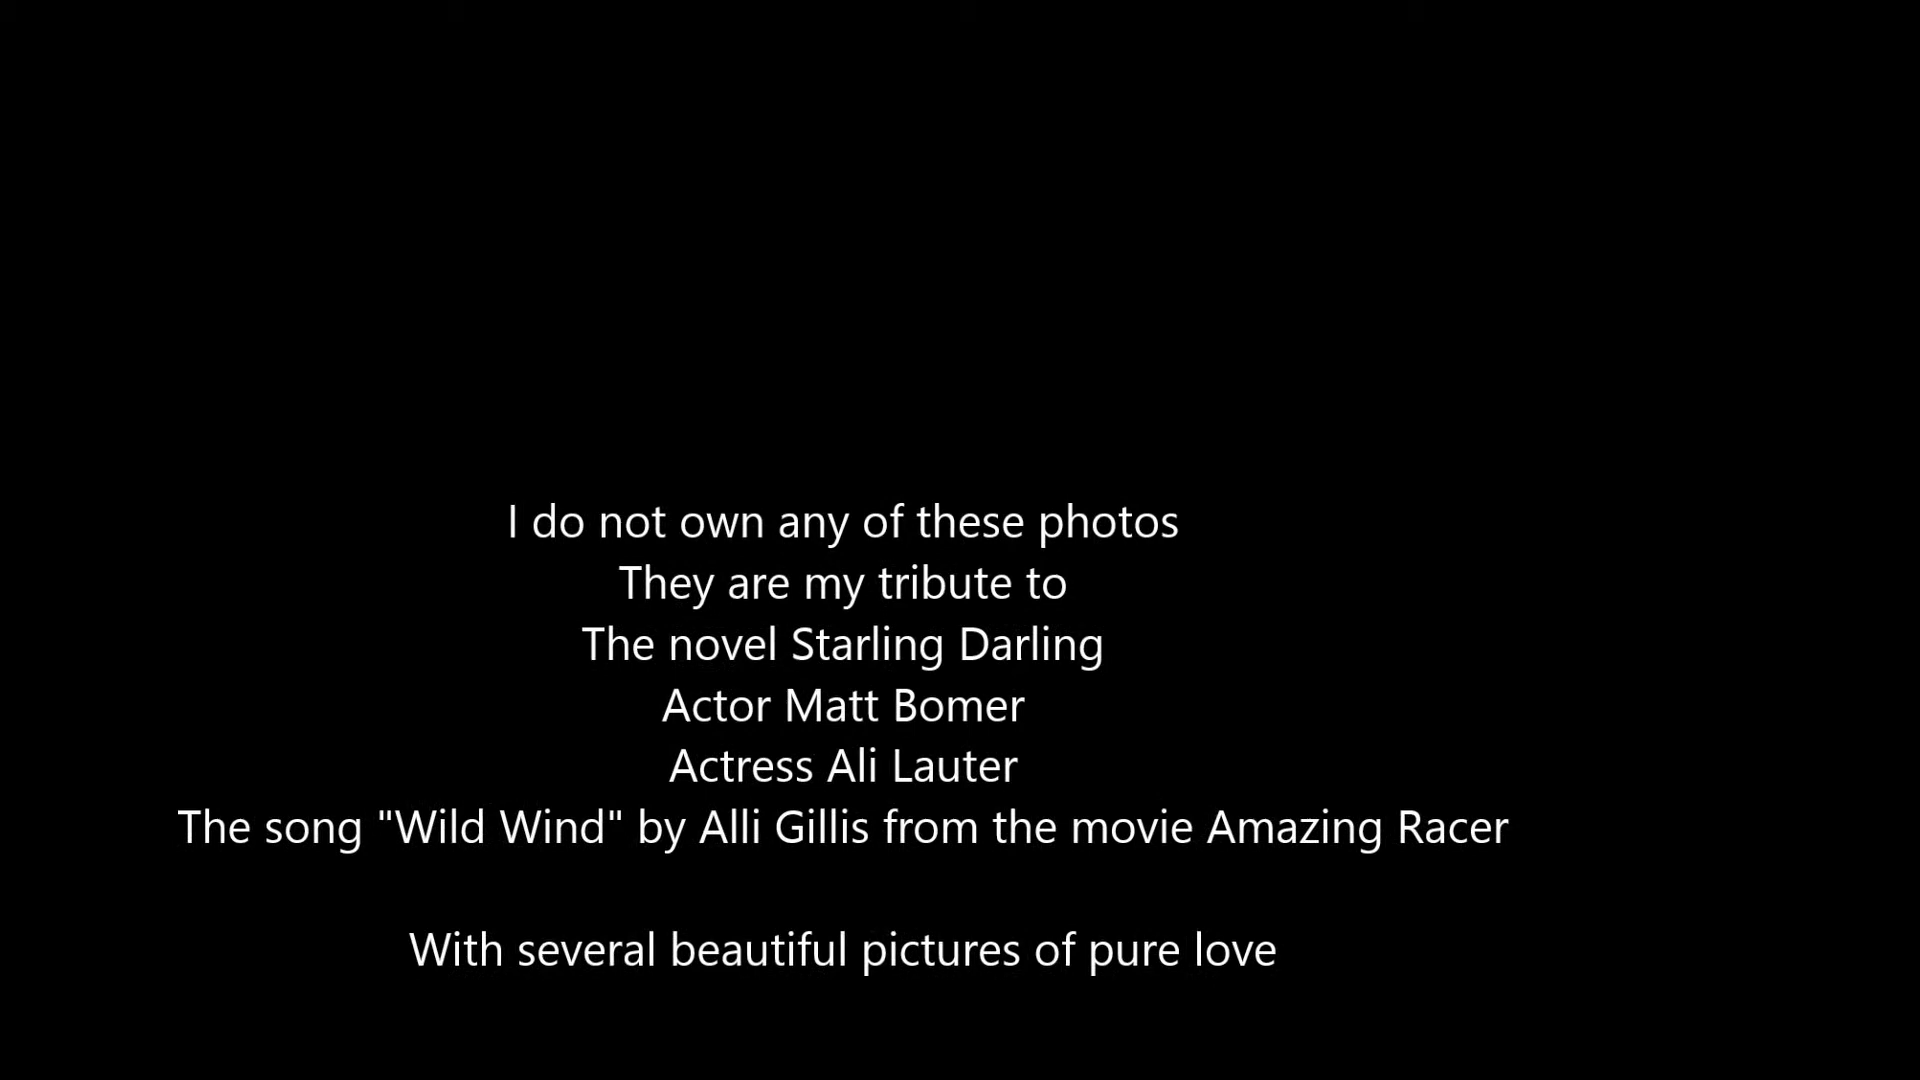 I do not own any of these photos
They are my tribute to
The novel Starling Darling
Actor Matt Bomer
Actress Ali Lauter
The song "Wild Wind" by Alli Gillis from the movie Amazing Racer
With several beautiful pictures of pure love